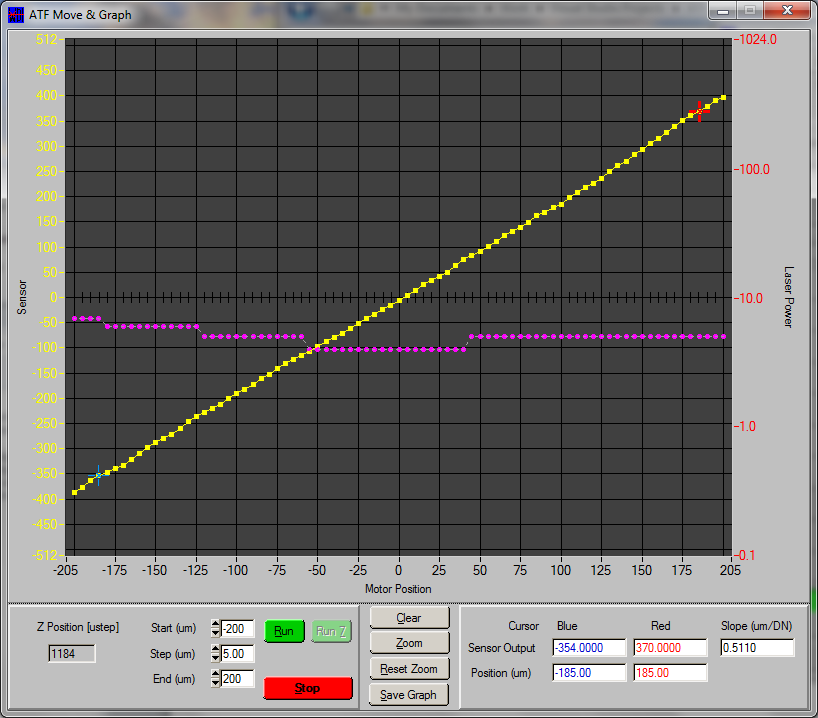 ATF Move & Graph
512
450
400
350
300
250
200
150
100
50
0
-50
-100
-150
-200
-250
-300
-350
-400
-450
-512
Sensor
-1024.0
-100.0
-10.0
-1.0
-0.1
Laser Power
-205 -175 -150 -125 -100 -75 -50 -25 0 25 50 75 100 125 150 175 205
Motor Position
Z Position [ustep]
1184
Start (um) -200
Step (um) 5.00
End (um) 200
Run
Run Z
Stop
Clear
Zoom
Reset Zoom
Save Graph
Cursor Blue Red Slope (um/DN)
Sensor Output -354.0000 370.0000 0.5110
Position (um) -185.00 185.00